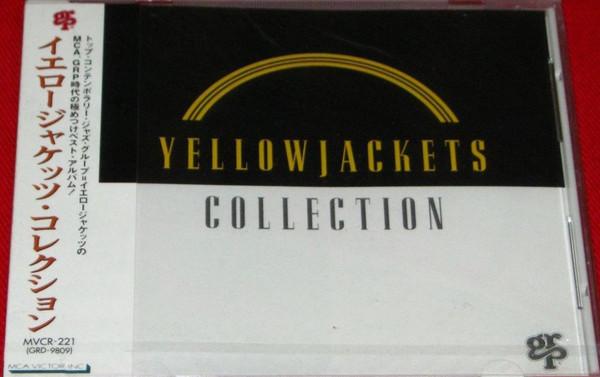 grp
トップ・コンテンポラリー・ジャズ・グループ=イエロージャケッツの
MCA、GRP時代の極めつけベスト・アルバム!
イエロージャケッツ・コレクション
MVCR-221
(GRD-9809)
MCA VICTOR, INC.
YELLOWJACKETS
COLLECTION
grp